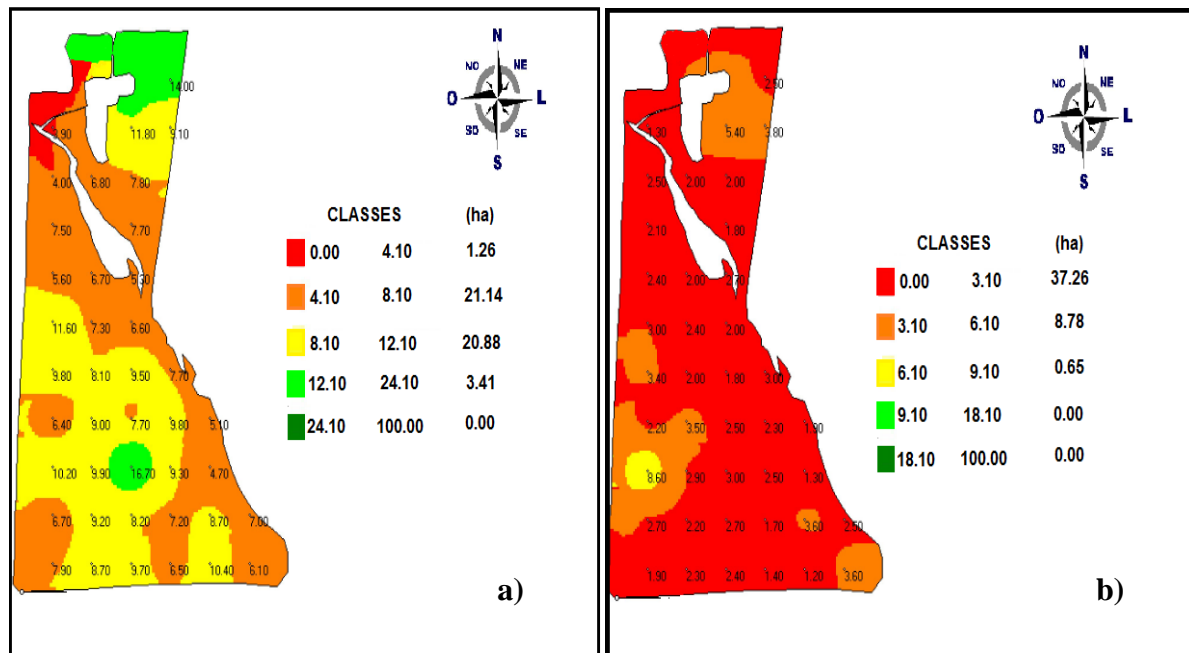 a)
N
NO NE
O L
SO SE
S
14.00
11.80 9.10
4.00 6.80 7.80
7.50 7.70
5.60 6.70 5.30
11.60 7.30 6.60
9.80 8.10 9.50 7.70
6.40 9.00 7.70 9.80 5.10
10.20 9.90 16.70 9.30 4.70
6.70 9.20 8.20 7.20 8.70 7.00
7.90 8.70 9.70 6.50 10.40 6.10
CLASSES (ha)
0.00 4.10 1.26
4.10 8.10 21.14
8.10 12.10 20.88
12.10 24.10 3.41
24.10 100.00 0.00
b)
N
NO NE
O L
SO SE
S
1.30 5.40 3.80
2.50 2.00 2.00
2.10 1.90
2.40 2.00 2.70
3.00 2.40 2.00
3.40 2.00 1.80 3.00
2.20 3.50 2.50 2.30 1.90
8.60 2.90 3.00 2.50 1.30
2.70 2.20 2.70 1.70 3.60 2.50
1.90 2.30 2.40 1.40 1.20 3.60
CLASSES (ha)
0.00 3.10 37.26
3.10 6.10 8.78
6.10 9.10 0.65
9.10 18.10 0.00
18.10 100.00 0.00